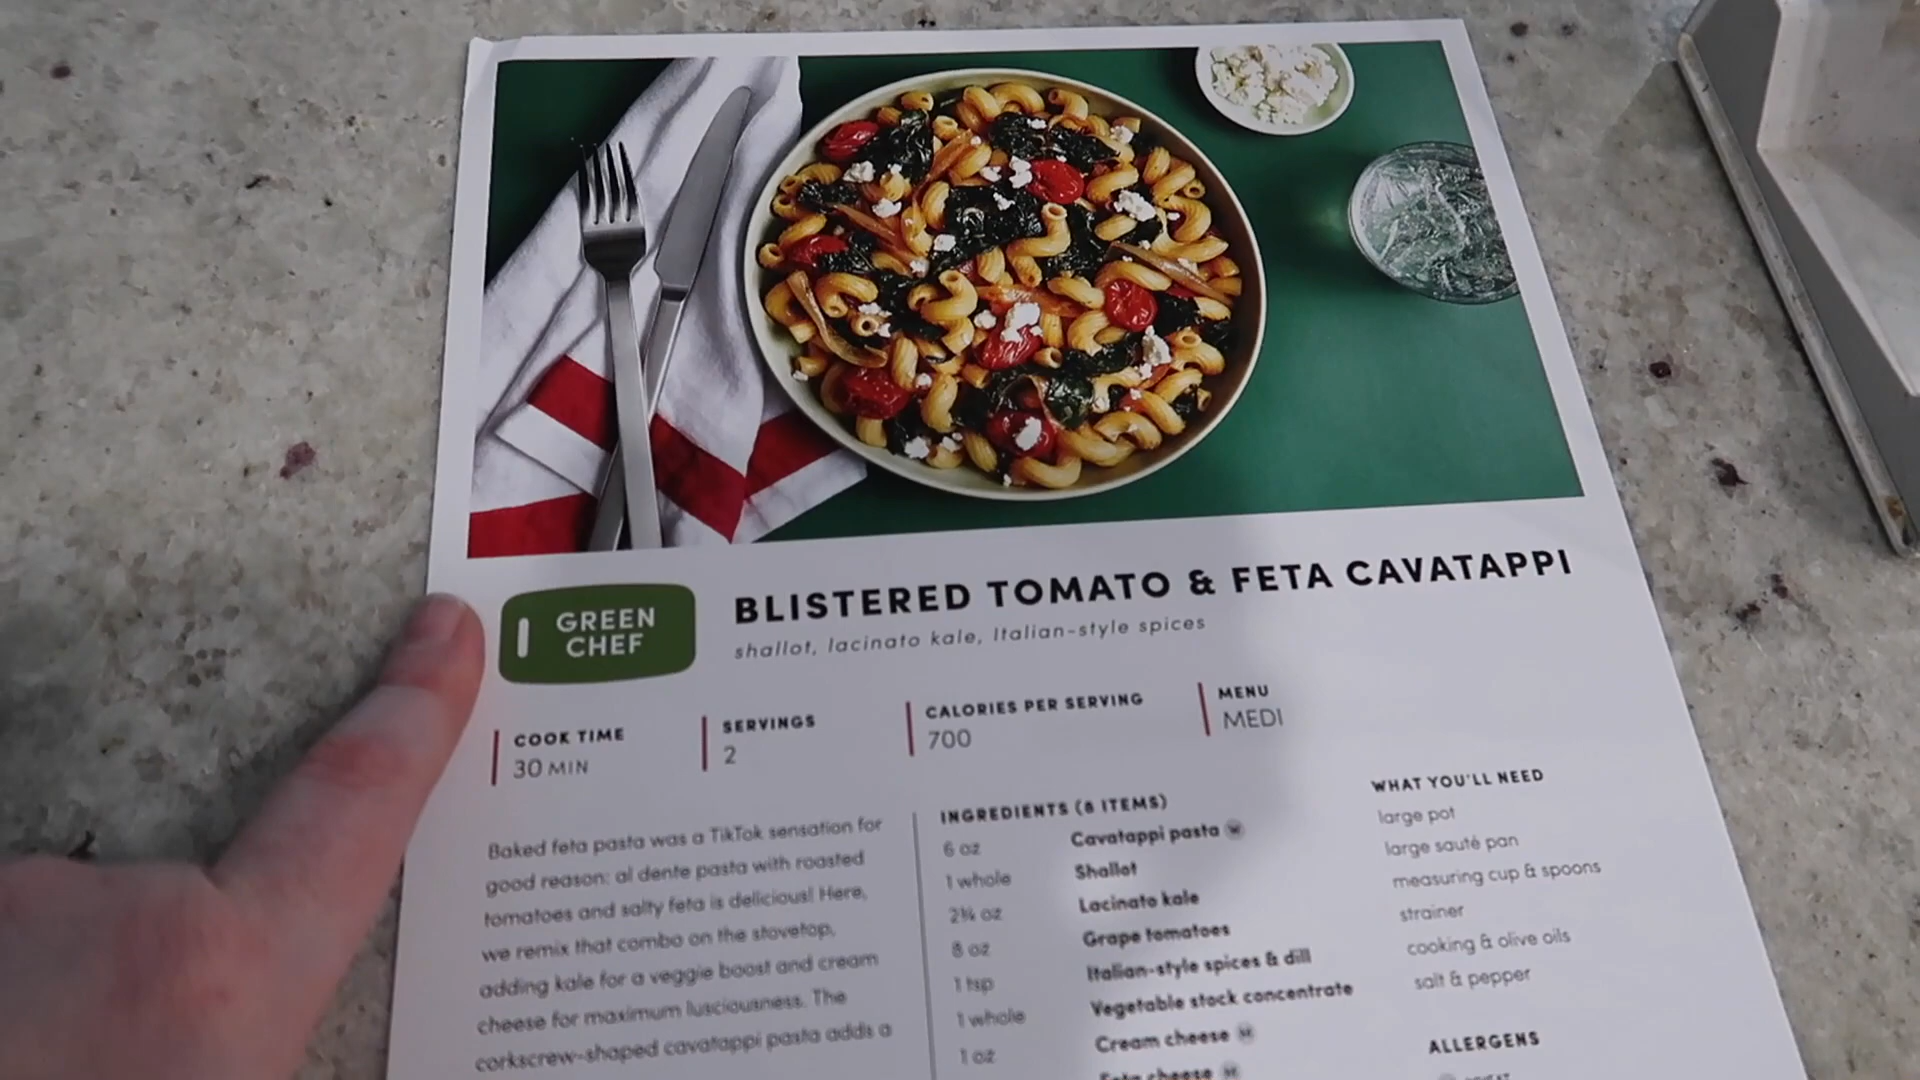 GREEN
CHEF
BLISTERED TOMATO & FETA CAVATAPPI
shallot, lacinato kale, Italian-style spices
COOK TIME
30 MIN
SERVINGS
2
CALORIES PER SERVING
700
MENU
MEDI
Baked feta pasta was a TikTok sensation for
good reason: al dente pasta with roasted
tomatoes and salty feta is delicious! Here,
we remix that combo on the stovetop,
adding kale for a veggie boost and cream
cheese for maximum lusciousness. The
corkscrew-shaped cavatappi pasta adds a
INGREDIENTS (8 ITEMS)
6 oz Cavatappi pasta
1 whole Shallot
2¼ oz Lacinato kale
8 oz Grape tomatoes
1 tsp Italian-style spices & dill
1 whole Vegetable stock concentrate
1 oz Cream cheese
Feta cheese
WHAT YOU'LL NEED
large pot
large sauté pan
measuring cup & spoons
strainer
cooking & olive oils
salt & pepper
ALLERGENS